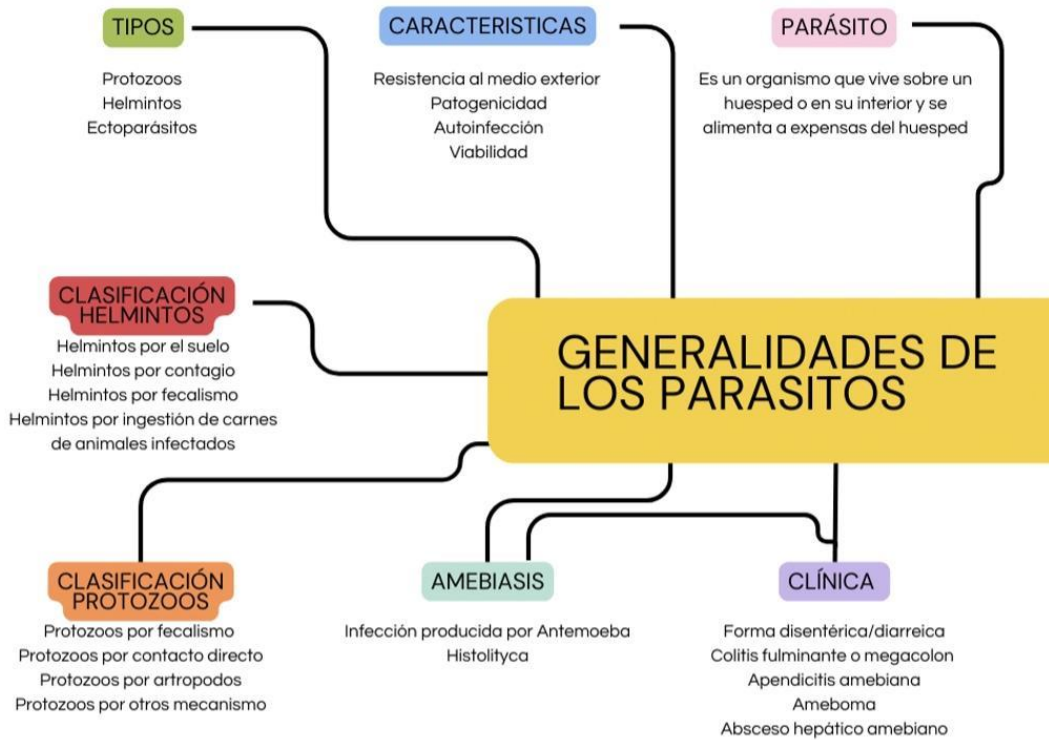 TIPOS
Protozoos
Helmintos
Ectoparásitos
CARACTERISTICAS
Resistencia al medio exterior
Patogenicidad
Autoinfección
Viabilidad
PARÁSITO
Es un organismo que vive sobre un
huesped o en su interior y se
alimenta a expensas del huesped
CLASIFICACIÓN
HELMINTOS
Helmintos por el suelo
Helmintos por contagio
Helmintos por fecalismo
Helmintos por ingestión de carnes
de animales infectados
GENERALIDADES DE
LOS PARASITOS
CLASIFICACIÓN
PROTOZOOS
Protozoos por fecalismo
Protozoos por contacto directo
Protozoos por artropodos
Protozoos por otros mecanismo
AMEBIASIS
Infección producida por Antemoeba
Histolityca
CLÍNICA
Forma disentérica/diarreica
Colitis fulminante o megacolon
Apendicitis amebiana
Ameboma
Absceso hepático amebiano